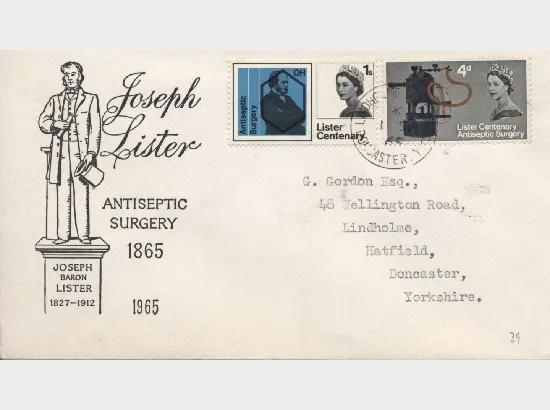 Joseph
Lister
ANTISEPTIC
SURGERY
1865
1965
JOSEPH
BARON
LISTER
1827-1912
OH
Antiseptic
Surgery
1s
Lister
Centenary
4d
Lister Centenary
Antiseptic Surgery
G. Gordon Esq.,
48 Wellington Road,
Lindholme,
Hatfield,
Doncaster,
Yorkshire.
39